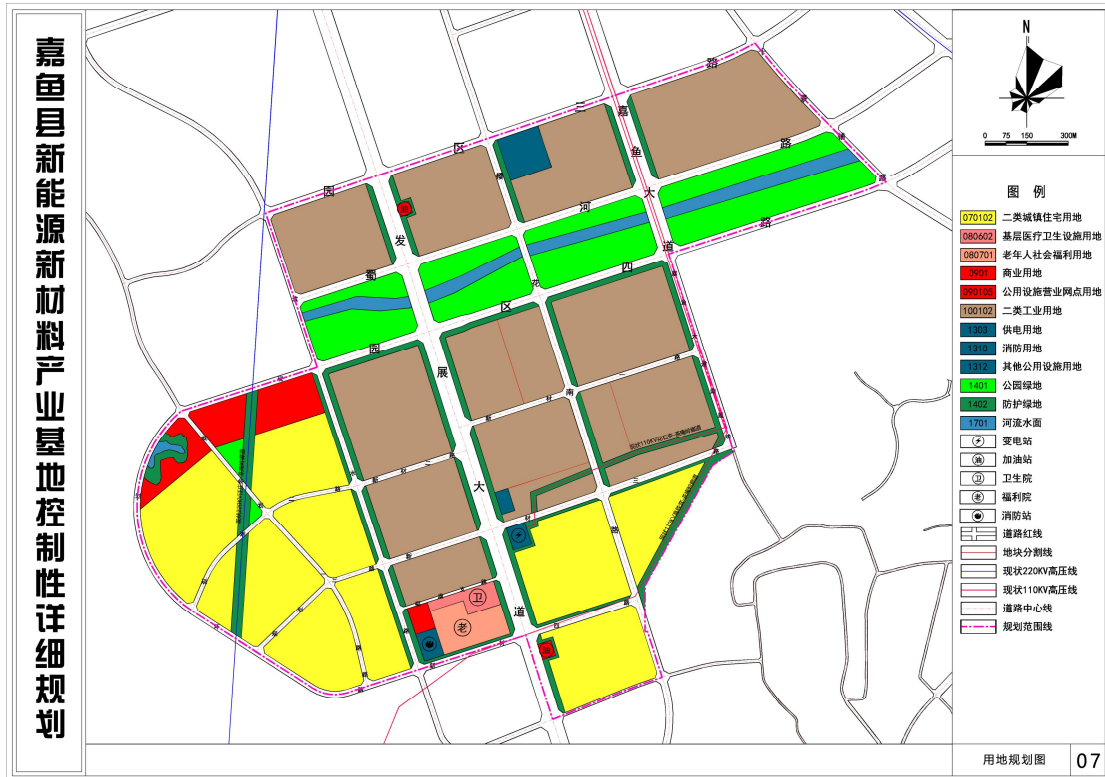 嘉鱼县新能源新材料产业基地控制性详细规划
N
0 75 150 300M
图 例
070102 二类城镇住宅用地
080602 基层医疗卫生设施用地
080701 老年人社会福利用地
0901 商业用地
090105 公用设施营业网点用地
100102 二类工业用地
1303 供电用地
1310 消防用地
1312 其他公用设施用地
1401 公园绿地
1402 防护绿地
1701 河流水面
变电站
油 加油站
卫 卫生院
老 福利院
消防站
道路红线
地块分割线
现状220KV高压线
现状110KV高压线
道路中心线
规划范围线
园区三路
嘉鱼大道
蜀河路
园区四路
发展大道
油
卫
老
油
用地规划图 07